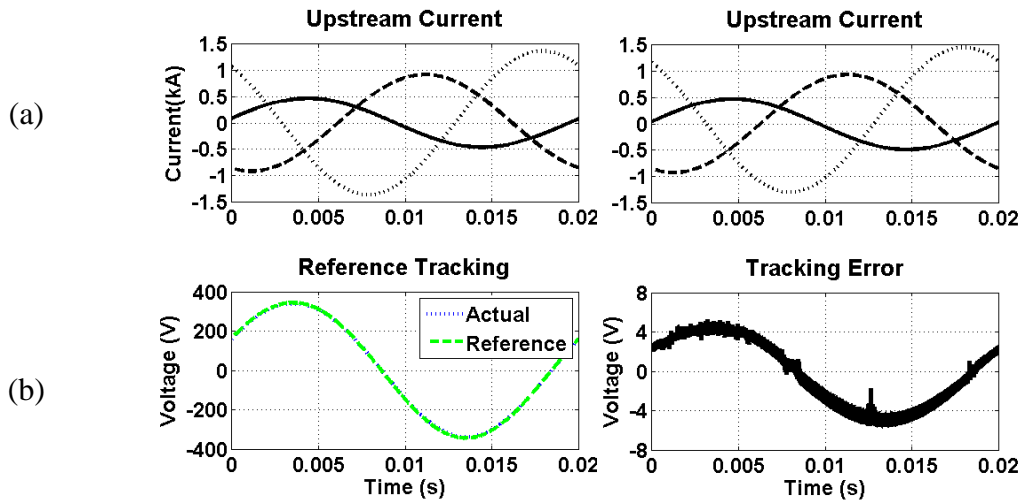 Upstream Current
Upstream Current
(a)
Current(kA)
1.5
1
0.5
0
-0.5
-1
-1.5
0
0.005
0.01
0.015
0.02
1.5
1
0.5
0
-0.5
-1
-1.5
0
0.005
0.01
0.015
0.02
Time (s)
Time (s)
(b)
Reference Tracking
Voltage (V)
400
200
0
-200
-400
Actual
Reference
0
0.005
0.01
0.015
0.02
Time (s)
Tracking Error
Voltage (V)
8
4
0
-4
-8
0
0.005
0.01
0.015
0.02
Time (s)